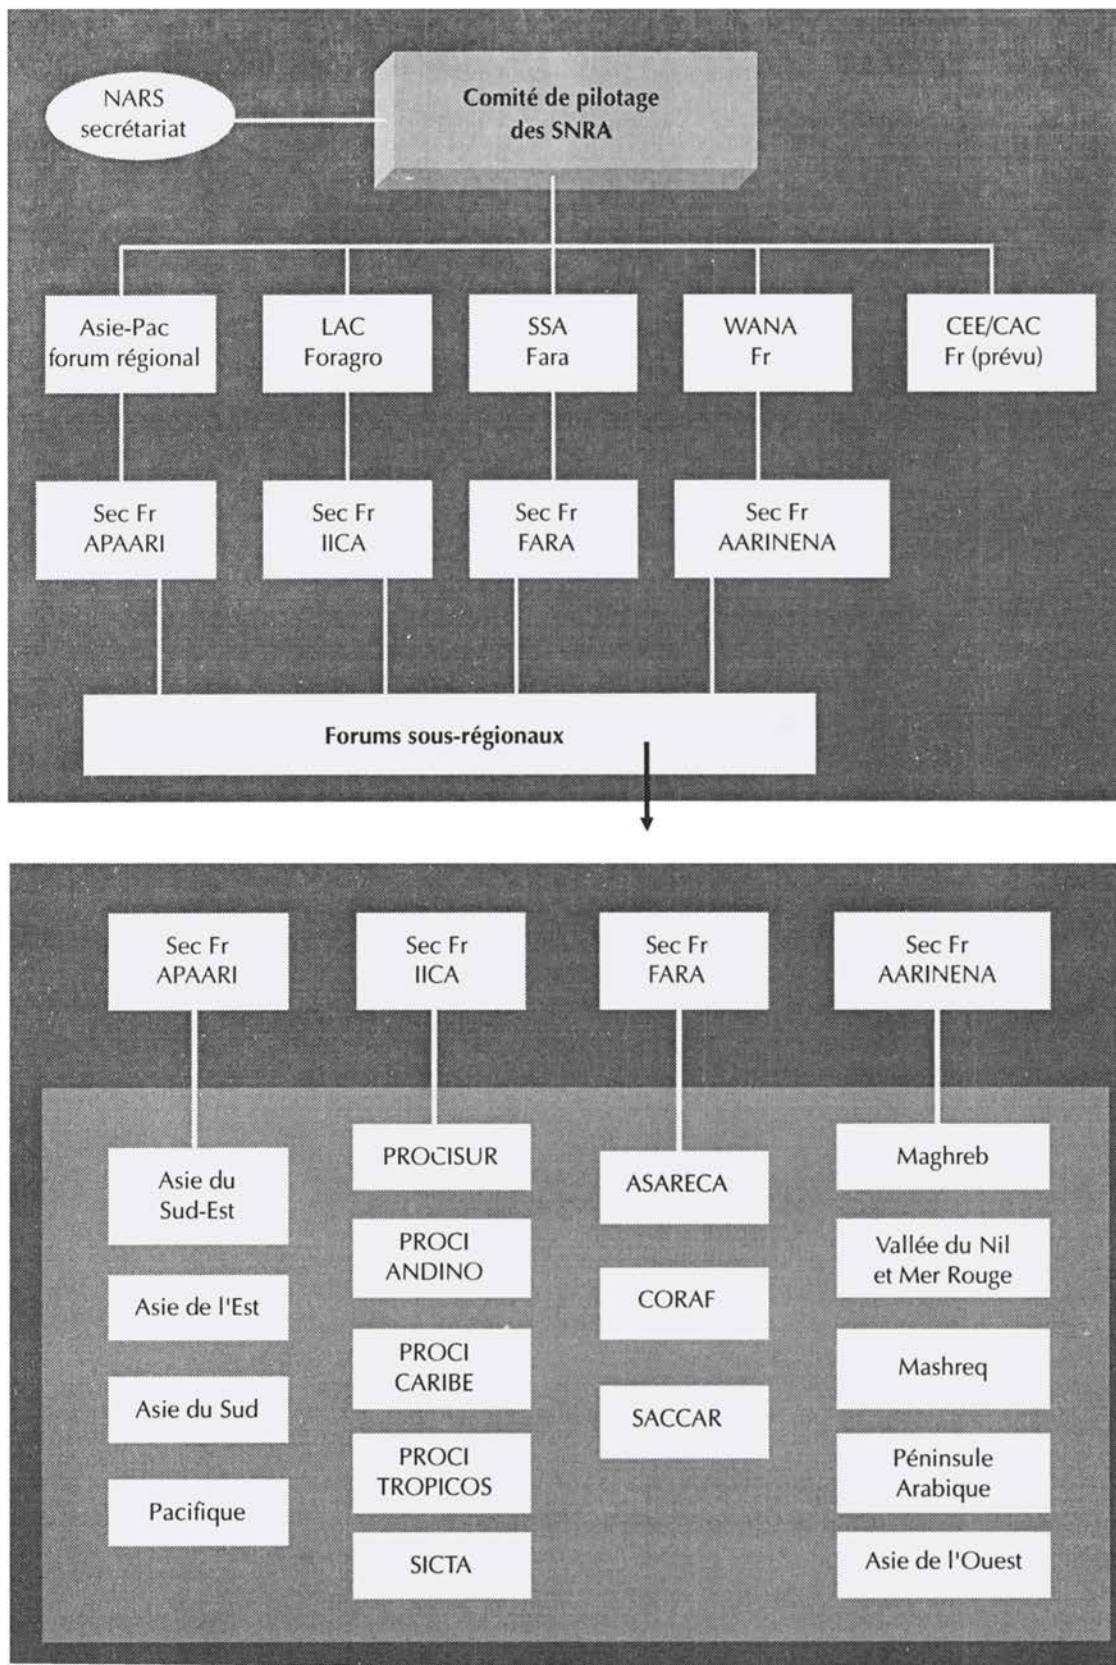 NARS
secrétariat
Comité de pilotage
des SNRA
Asie-Pac
forum régional
LAC
Foragro
SSA
Fara
WANA
Fr
CEE/CAC
Fr (prévu)
Sec Fr
APAARI
Sec Fr
IICA
Sec Fr
FARA
Sec Fr
AARINENA
Forums sous-régionaux
Sec Fr
APAARI
Sec Fr
IICA
Sec Fr
FARA
Sec Fr
AARINENA
Asie du
Sud-Est
Asie de l'Est
Asie du Sud
Pacifique
PROCISUR
PROCI
ANDINO
PROCI
CARIBE
PROCI
TROPICOS
SICTA
ASARECA
CORAF
SACCAR
Maghreb
Vallée du Nil
et Mer Rouge
Mashreq
Péninsule
Arabique
Asie de l'Ouest